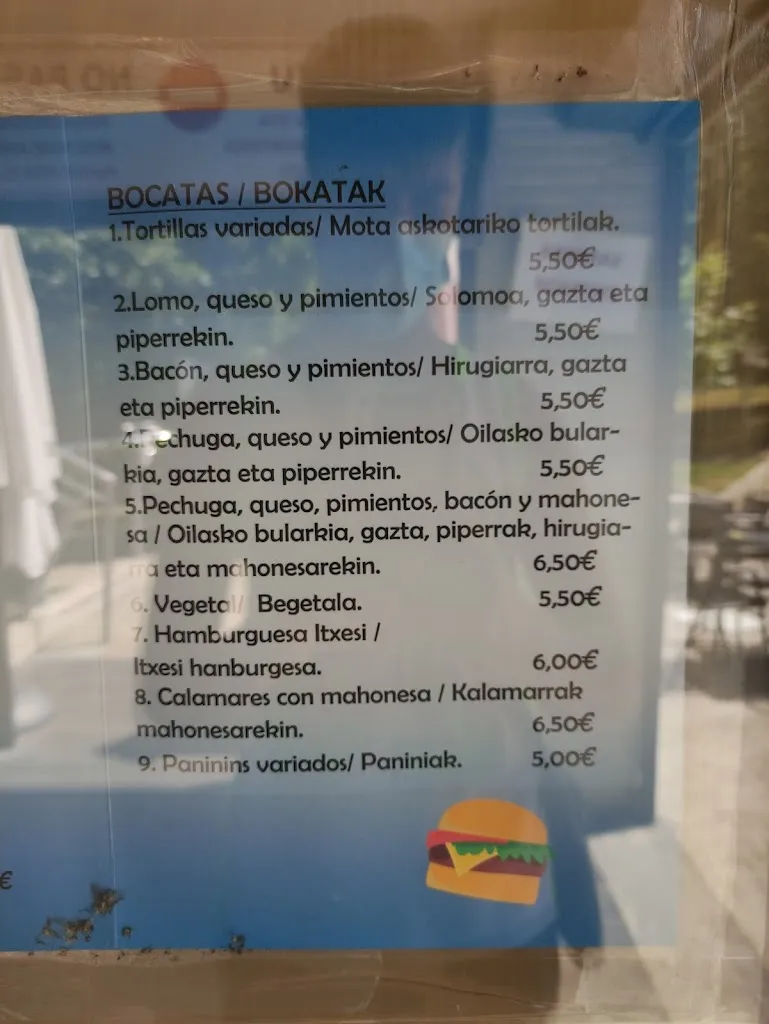 BOCATAS / BOKATAK
1.Tortillas variadas/ Mota askotariko tortilak.
5,50€
2.Lomo, queso y pimientos/ Solomoa, gazta eta
piperrekin. 5,50€
3.Bacón, queso y pimientos/ Hirugiarra, gazta
eta piperrekin. 5,50€
4.Pechuga, queso y pimientos/ Oilasko bular-
kia, gazta eta piperrekin. 5,50€
5.Pechuga, queso, pimientos, bacón y mahone-
sa / Oilasko bularkia, gazta, piperrak, hirugia-
rra eta mahonesarekin. 6,50€
6. Vegetal/ Begetala. 5,50€
7. Hamburguesa Itxesi /
Itxesi hanburgesa. 6,00€
8. Calamares con mahonesa / Kalamarrak
mahonesarekin. 6,50€
9. Paninins variados/ Paniniak. 5,00€
€